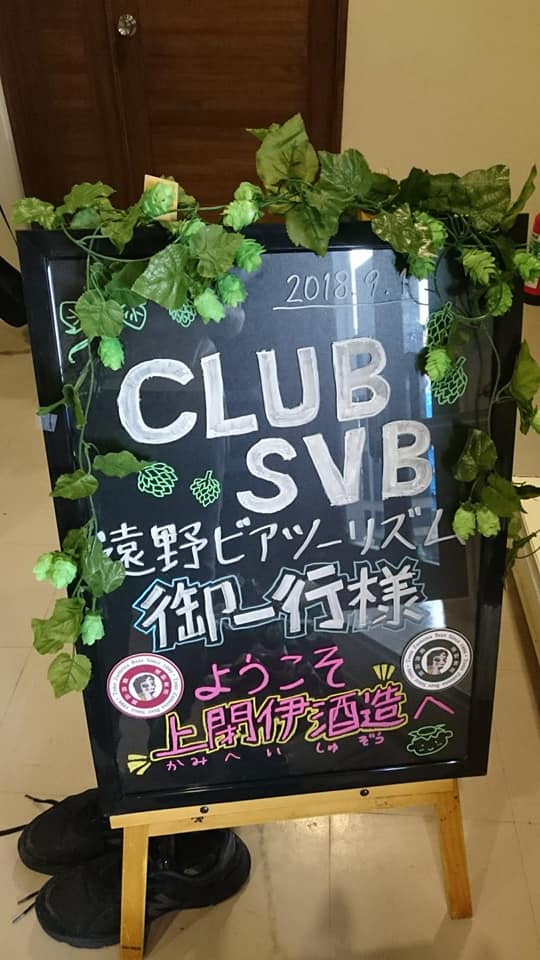 2018.9.1
CLUB
SVB
遠野ビアツーリズム
御一行様
ようこそ
上閉伊酒造へ
かみへいしゅぞう